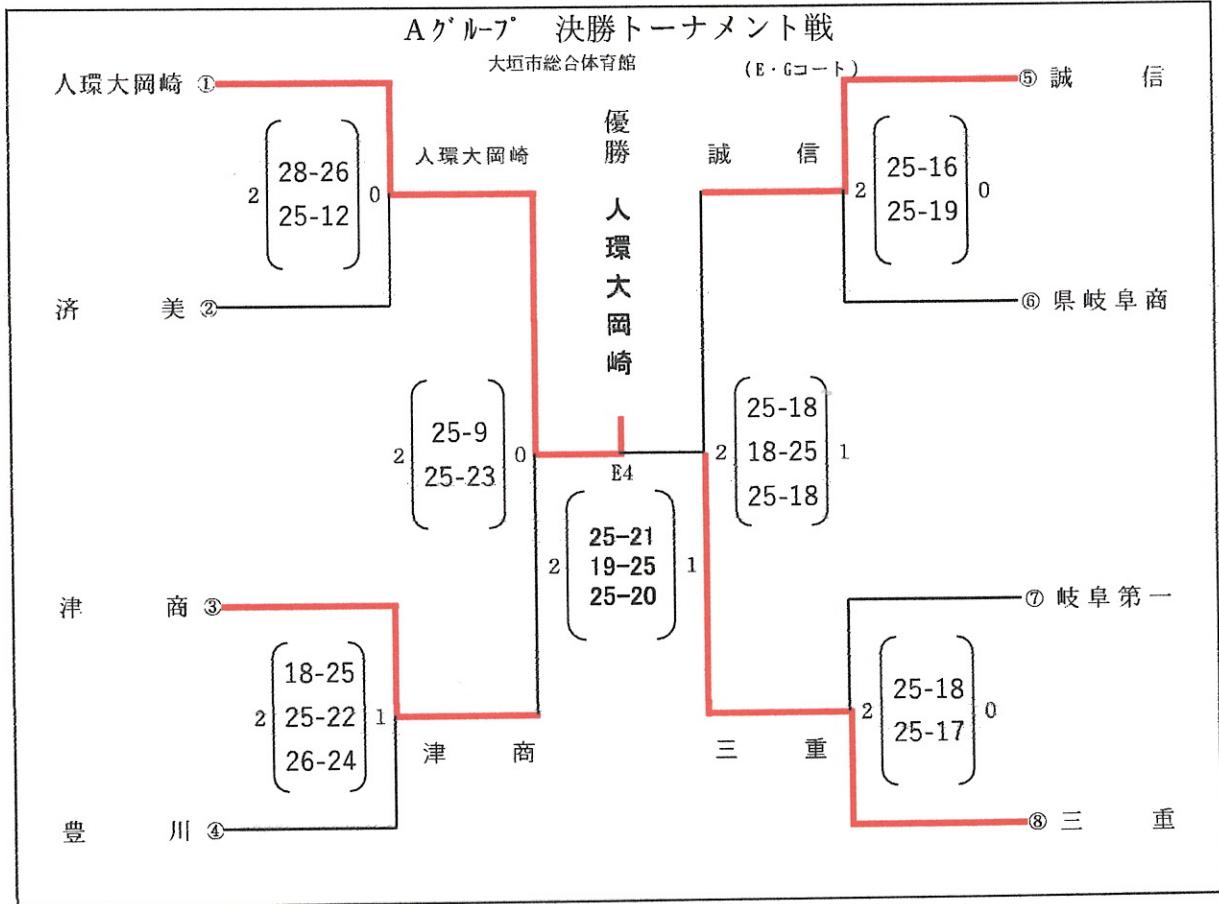 Aグループ 決勝トーナメント戦
大垣市総合体育館 (E・Gコート)
人環大岡崎 ①
⑤ 誠 信
優勝 人環大岡崎
人環大岡崎
誠 信
2 28-26 0
25-12
2 25-16 0
25-19
済 美 ②
⑥ 県岐阜商
2 25-9 0
25-23
25-18
2 18-25 1
25-18
E4
25-21
2 19-25 1
25-20
津 商 ③
⑦ 岐阜第一
18-25
2 25-22 1
26-24
2 25-18 0
25-17
津 商
三 重
豊 川 ④
⑧ 三 重